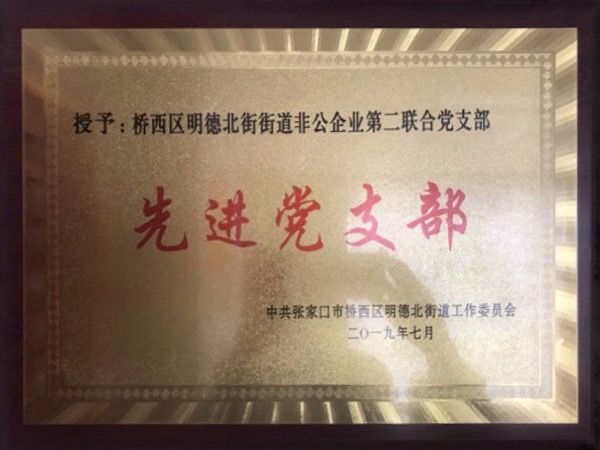 授予：桥西区明德北街街道非公企业第二联合党支部
先进党支部
中共张家口市桥西区明德北街道工作委员会
二〇一九年七月